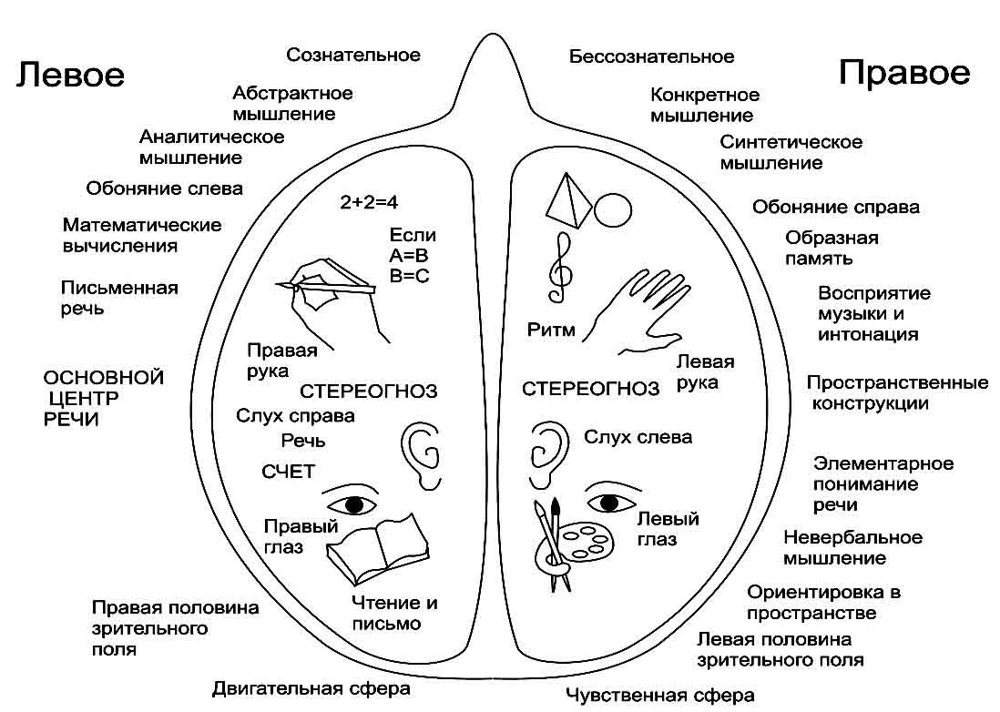 Левое
Сознательное
Абстрактное
мышление
Аналитическое
мышление
Обоняние слева
Математические
вычисления
Письменная
речь
ОСНОВНОЙ
ЦЕНТР
РЕЧИ
Правая половина
зрительного
поля
Двигательная сфера
2+2=4
Если
A=B
B=C
Правая
рука
СТЕРЕОГНОЗ
Слух справа
Речь
СЧЕТ
Правый
глаз
Чтение и
письмо
Ритм
Левая
рука
СТЕРЕОГНОЗ
Слух слева
Левый
глаз
Правое
Бессознательное
Конкретное
мышление
Синтетическое
мышление
Обоняние справа
Образная
память
Восприятие
музыки и
интонация
Пространственные
конструкции
Элементарное
понимание
речи
Невербальное
мышление
Ориентировка в
пространстве
Левая половина
зрительного поля
Чувственная сфера